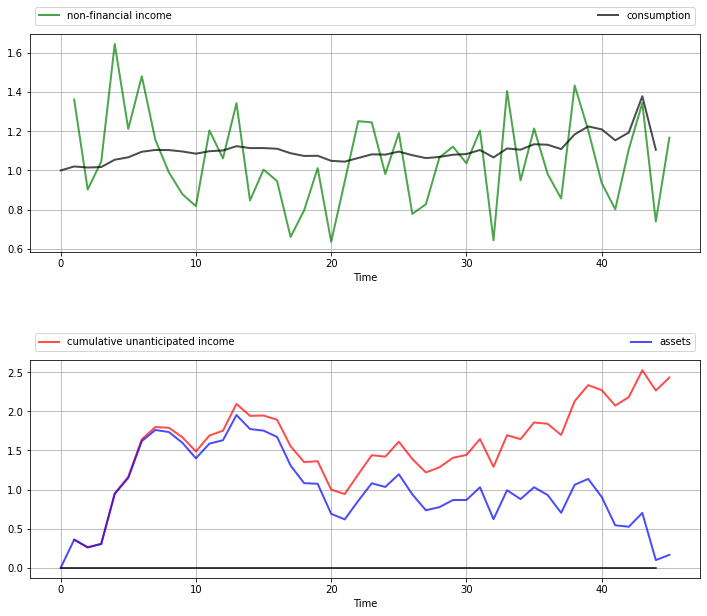 non-financial income consumption
1.6
1.4
1.2
1.0
0.8
0.6
0 10 20 30 40
Time
cumulative unanticipated income assets
2.5
2.0
1.5
1.0
0.5
0.0
0 10 20 30 40
Time